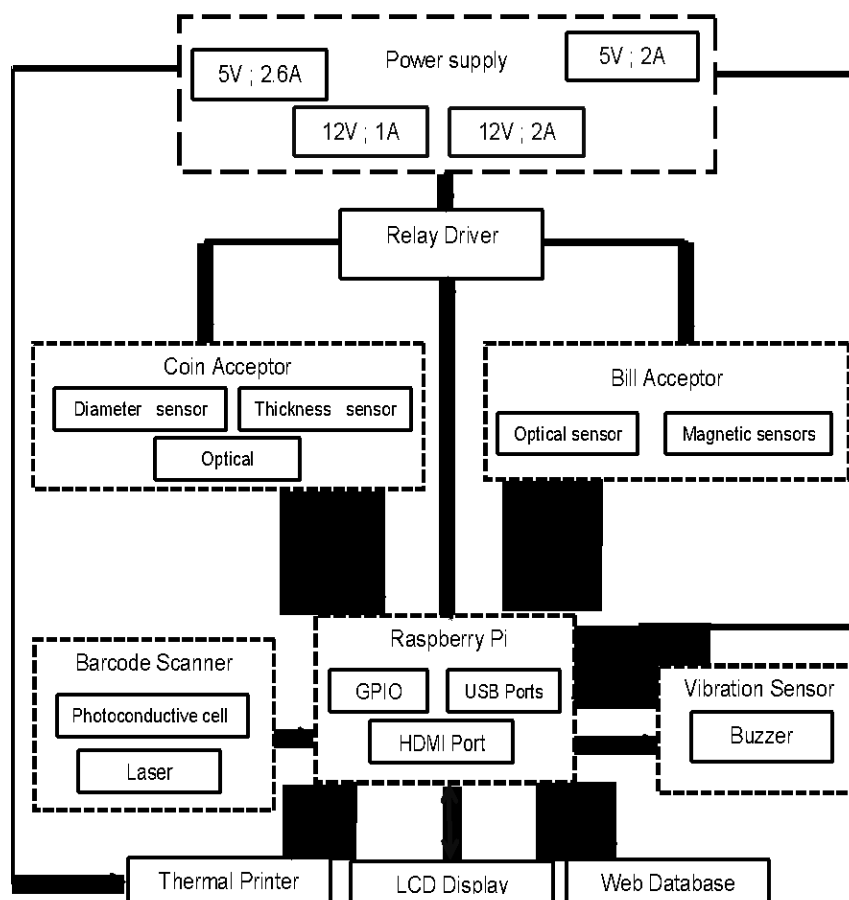 Power supply
5V ; 2.6A
5V ; 2A
12V ; 1A
12V ; 2A
Relay Driver
Coin Acceptor
Diameter sensor
Thickness sensor
Optical
Bill Acceptor
Optical sensor
Magnetic sensors
Raspberry Pi
GPIO
USB Ports
HDMI Port
Barcode Scanner
Photoconductive cell
Laser
Vibration Sensor
Buzzer
Thermal Printer
LCD Display
Web Database